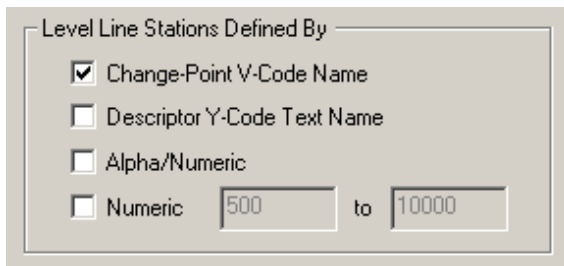 Level Line Stations Defined By
Change-Point V-Code Name
Descriptor Y-Code Text Name
Alpha/Numeric
Numeric 500 to 10000